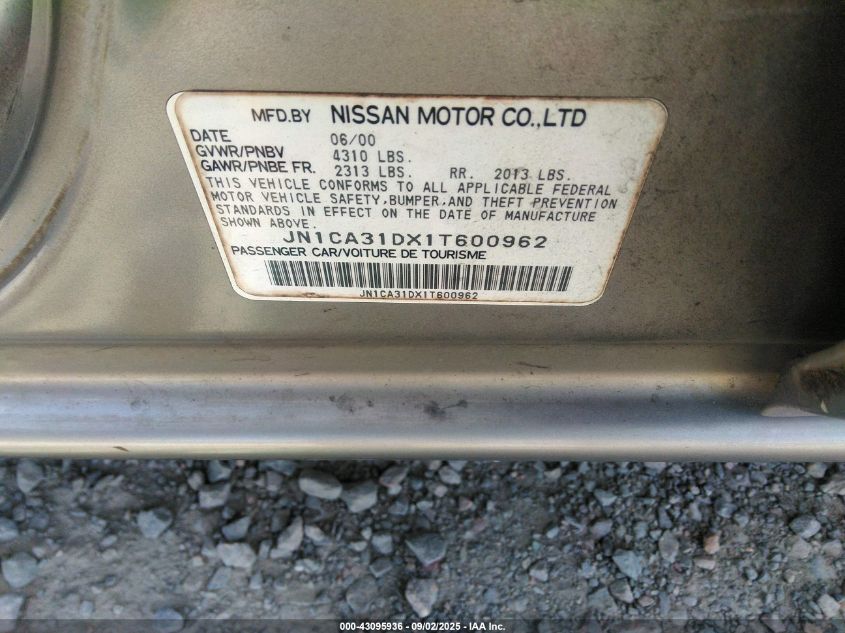 MFD.BY NISSAN MOTOR CO.,LTD
DATE 06/00
GVWR/PNBV 4310 LBS.
GAWR/PNBE FR. 2313 LBS. RR. 2013 LBS.
THIS VEHICLE CONFORMS TO ALL APPLICABLE FEDERAL
MOTOR VEHICLE SAFETY,BUMPER,AND THEFT PREVENTION
STANDARDS IN EFFECT ON THE DATE OF MANUFACTURE
SHOWN ABOVE.
JN1CA31DX1T600962
PASSENGER CAR/VOITURE DE TOURISME
JN1CA31DX1T600962
000-43095936 - 09/02/2025 - IAA Inc.